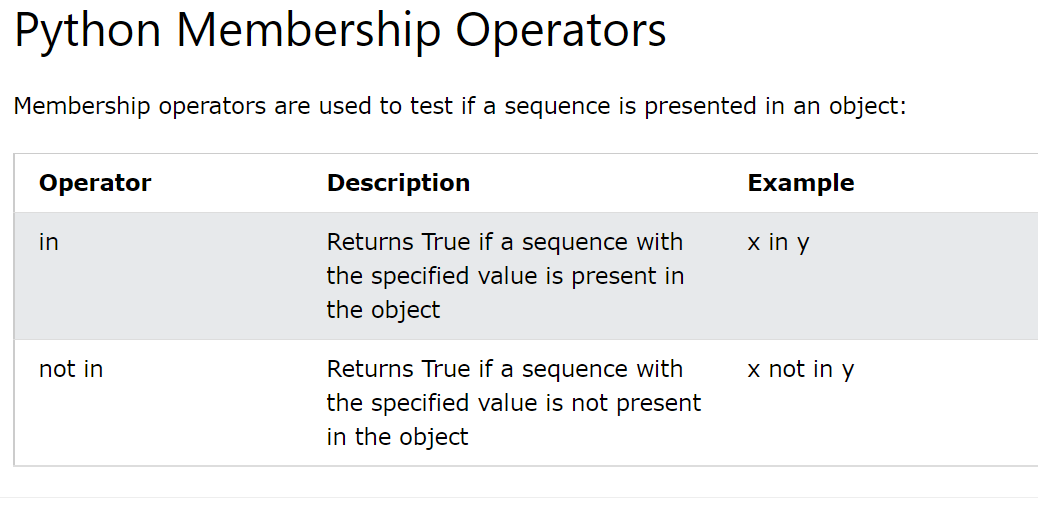 Python Membership Operators
Membership operators are used to test if a sequence is presented in an object:
Operator Description Example
in Returns True if a sequence with x in y
the specified value is present in
the object
not in Returns True if a sequence with x not in y
the specified value is not present
in the object